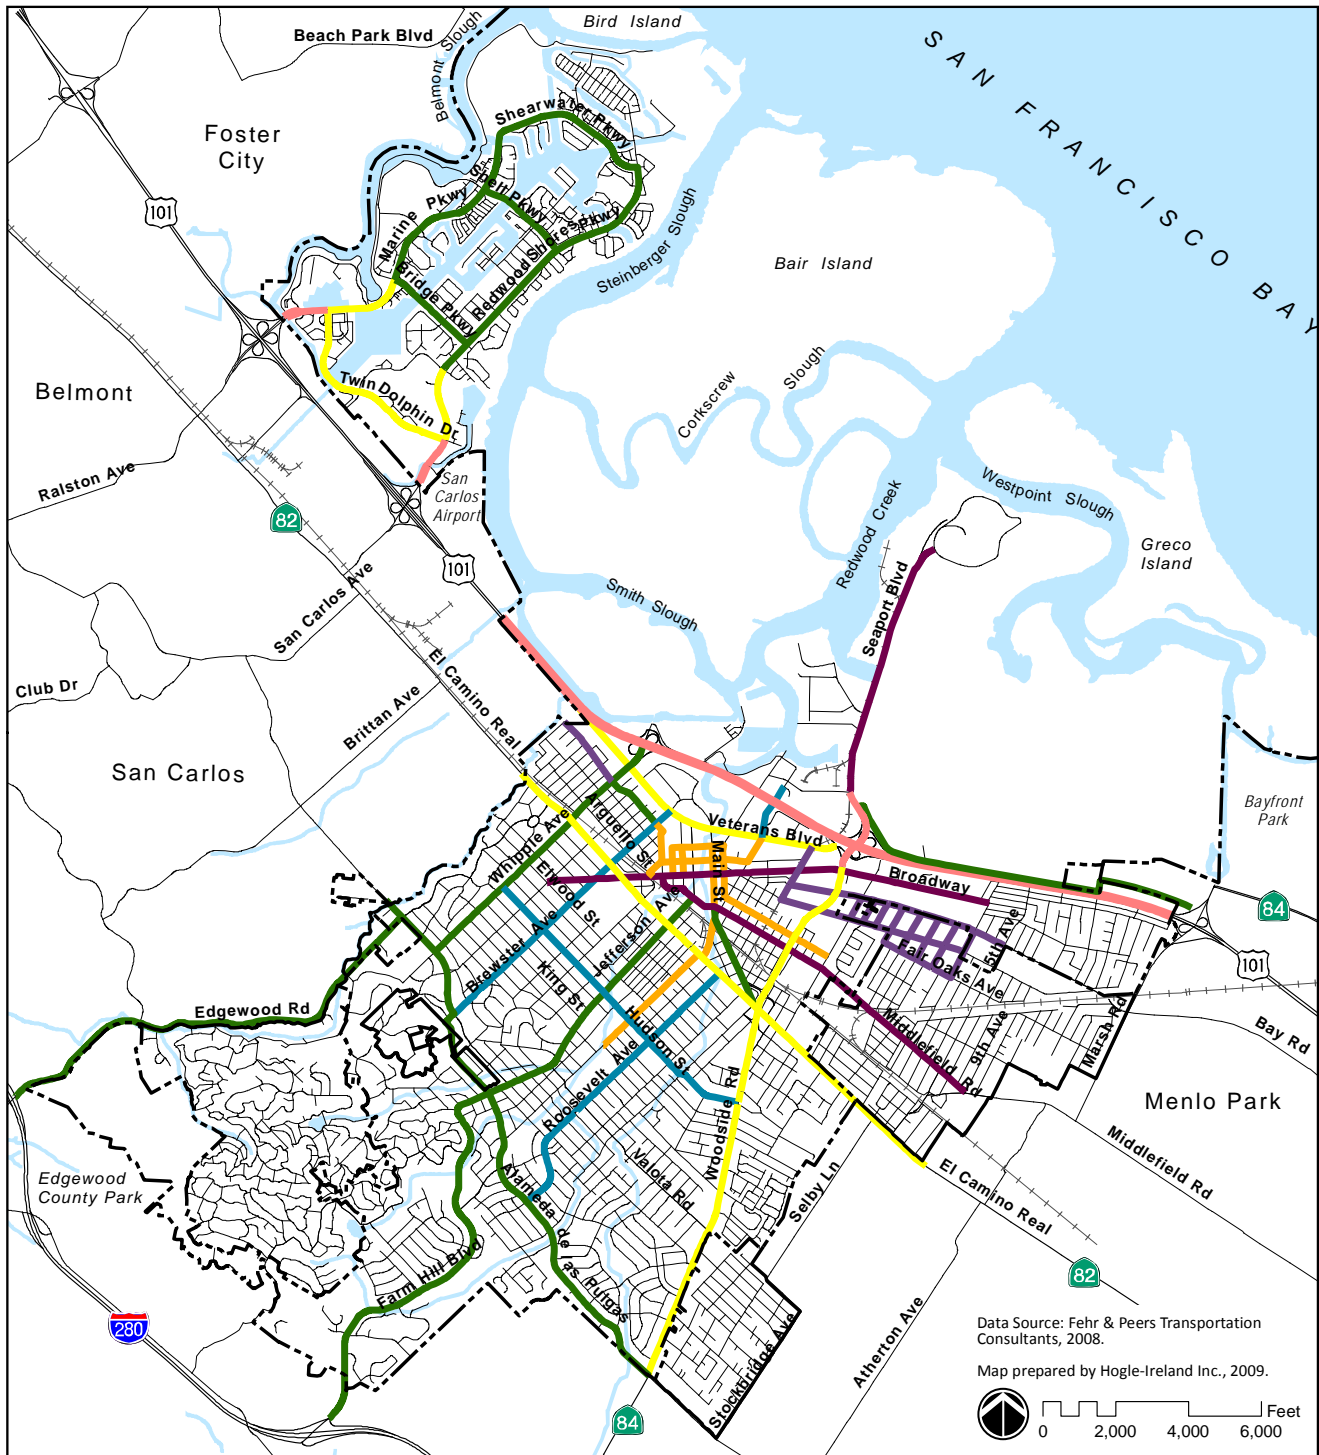 Bird Island
Beach Park Blvd
Belmont Slough
SAN FRANCISCO BAY
Foster
City
Shearwater Pkwy
101
Marine Pkwy
Shell Pkwy
Redwood Shores Pkwy
Bridge Pkwy
Steinberger Slough
Bair Island
Belmont
Twin Dolphin Dr
Corkscrew Slough
Ralston Ave
San
Carlos
Airport
82
Westpoint Slough
Redwood Creek
Greco
Island
101
San Carlos Ave
Smith Slough
Seaport Blvd
Club Dr
El Camino Real
Brittan Ave
San Carlos
Bayfront
Park
Arguello St
Veterans Blvd
Main St
Whipple Ave
Elwood St
Broadway
84
Jefferson Ave
Brewster Ave
5th Ave
Fair Oaks Ave
King St
101
Edgewood Rd
Hudson St
Middlefield Rd
9th Ave
Marsh Rd
Bay Rd
Roosevelt Ave
Woodside Rd
Menlo Park
Edgewood
County Park
Valota Rd
Selby Ln
Middlefield Rd
Alameda de las Pulgas
El Camino Real
Farm Hill Blvd
82
280
Atherton Ave
Stockbridge Ave
84
Data Source: Fehr & Peers Transportation
Consultants, 2008.
Map prepared by Hogle-Ireland Inc., 2009.
Feet
0 2,000 4,000 6,000